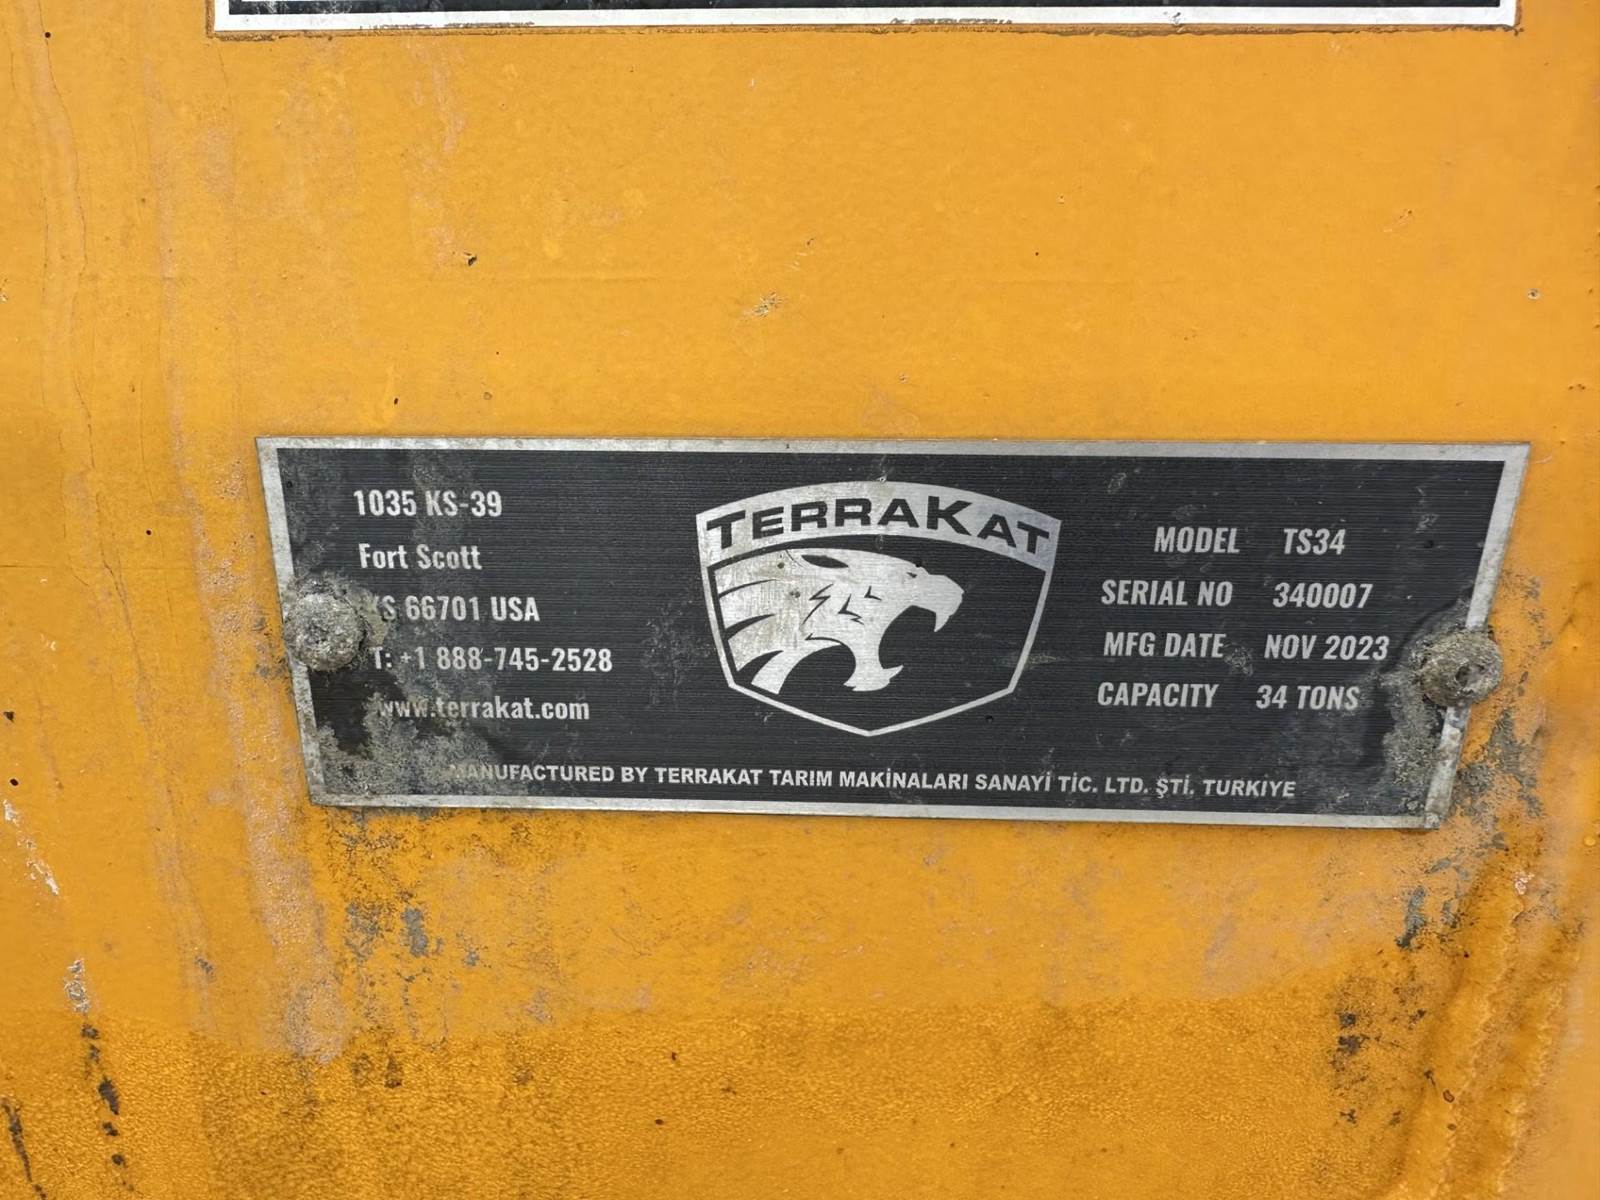 1035 KS-39
Fort Scott
KS 66701 USA
T: +1 888-745-2528
www.terrakat.com
TERRAKAT
MODEL TS34
SERIAL NO 340007
MFG DATE NOV 2023
CAPACITY 34 TONS
MANUFACTURED BY TERRAKAT TARIM MAKİNALARI SANAYİ TİC. LTD. ŞTİ. TURKIYE